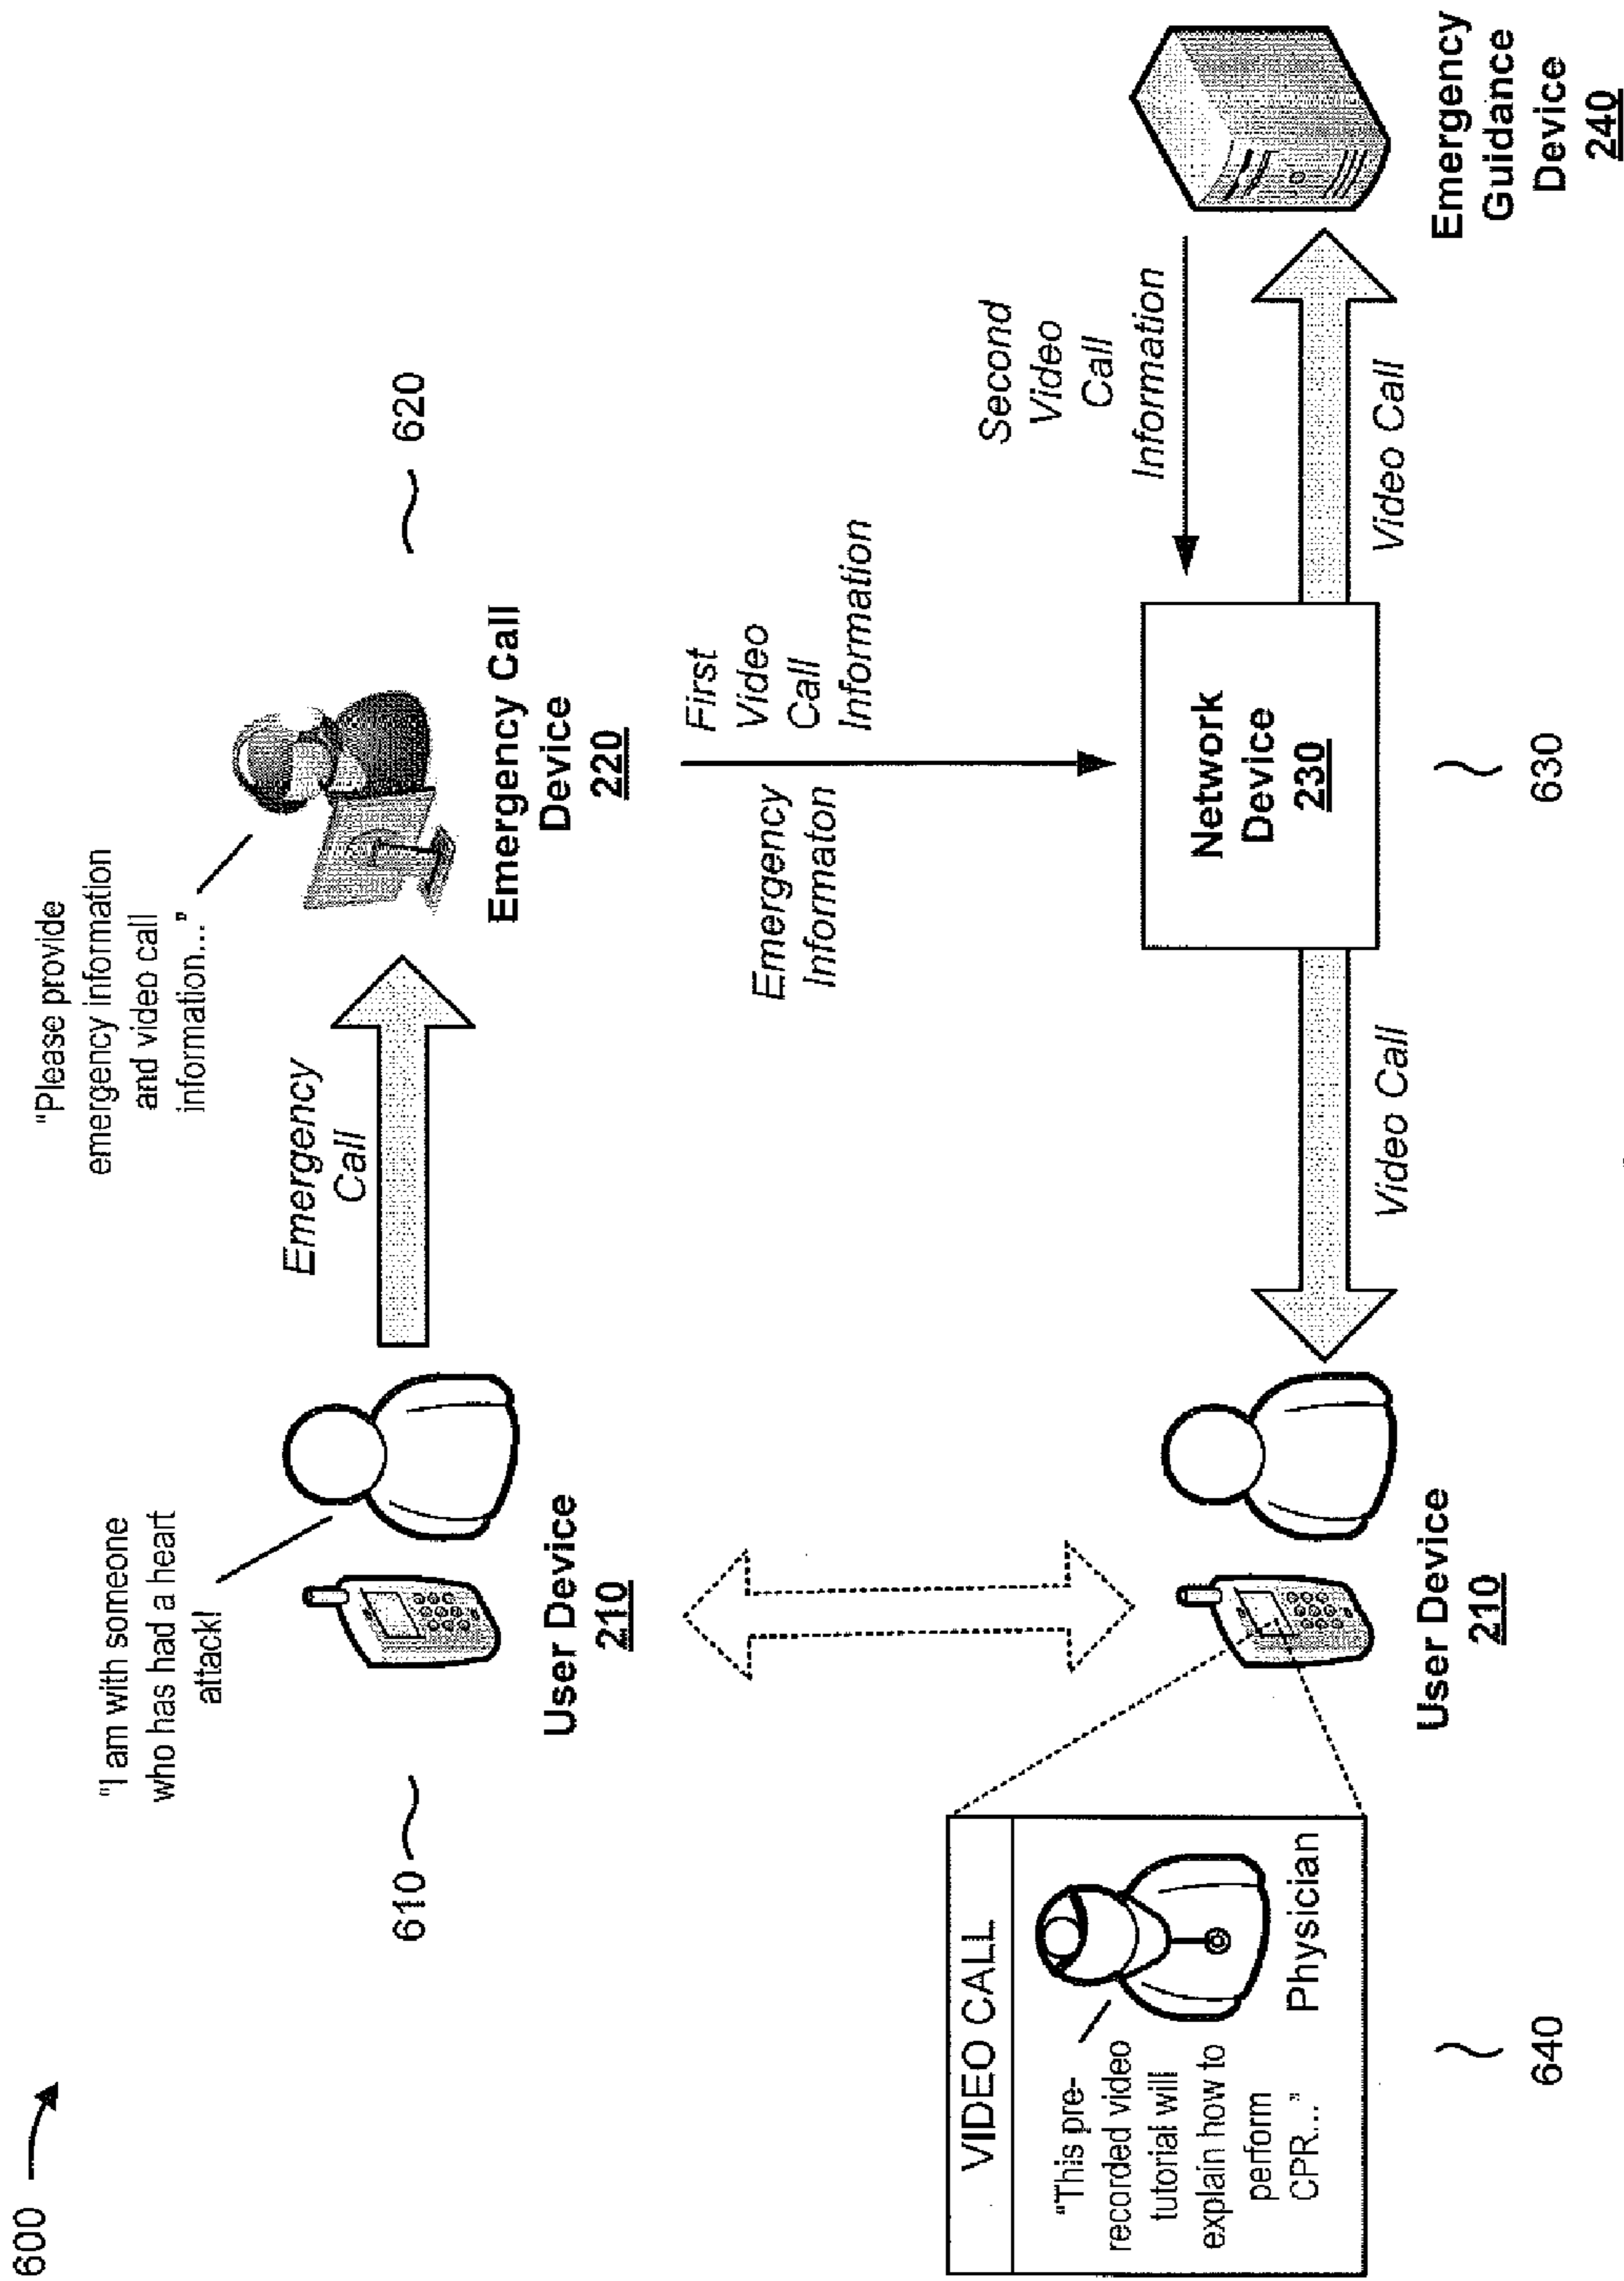 600
"I am with someone
who has had a heart
attack!
"Please provide
emergency information
and video call
information..."
610
User Device
210
Emergency
Call
Emergency Call
Device
220
620
Emergency
Informaton
First
Video
Call
Information
Second
Video
Call
Information
VIDEO CALL
"This pre-
recorded video
tutorial will
explain how to
perform
CPR..."
Physician
640
User Device
210
Video Call
Network
Device
230
630
Video Call
Emergency
Guidance
Device
240